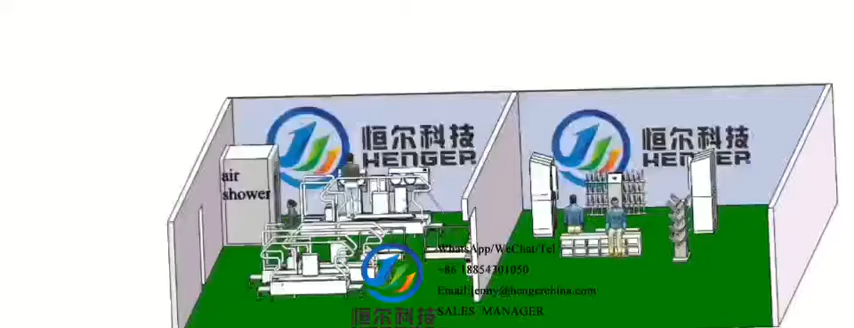 恒尔科技
HENGER
恒尔科技
HENGER
air
shower
WhatsApp/WeChat/Tel
+86 18854301050
Email:jenny@hengerchina.com
SALES MANAGER
恒尔科技